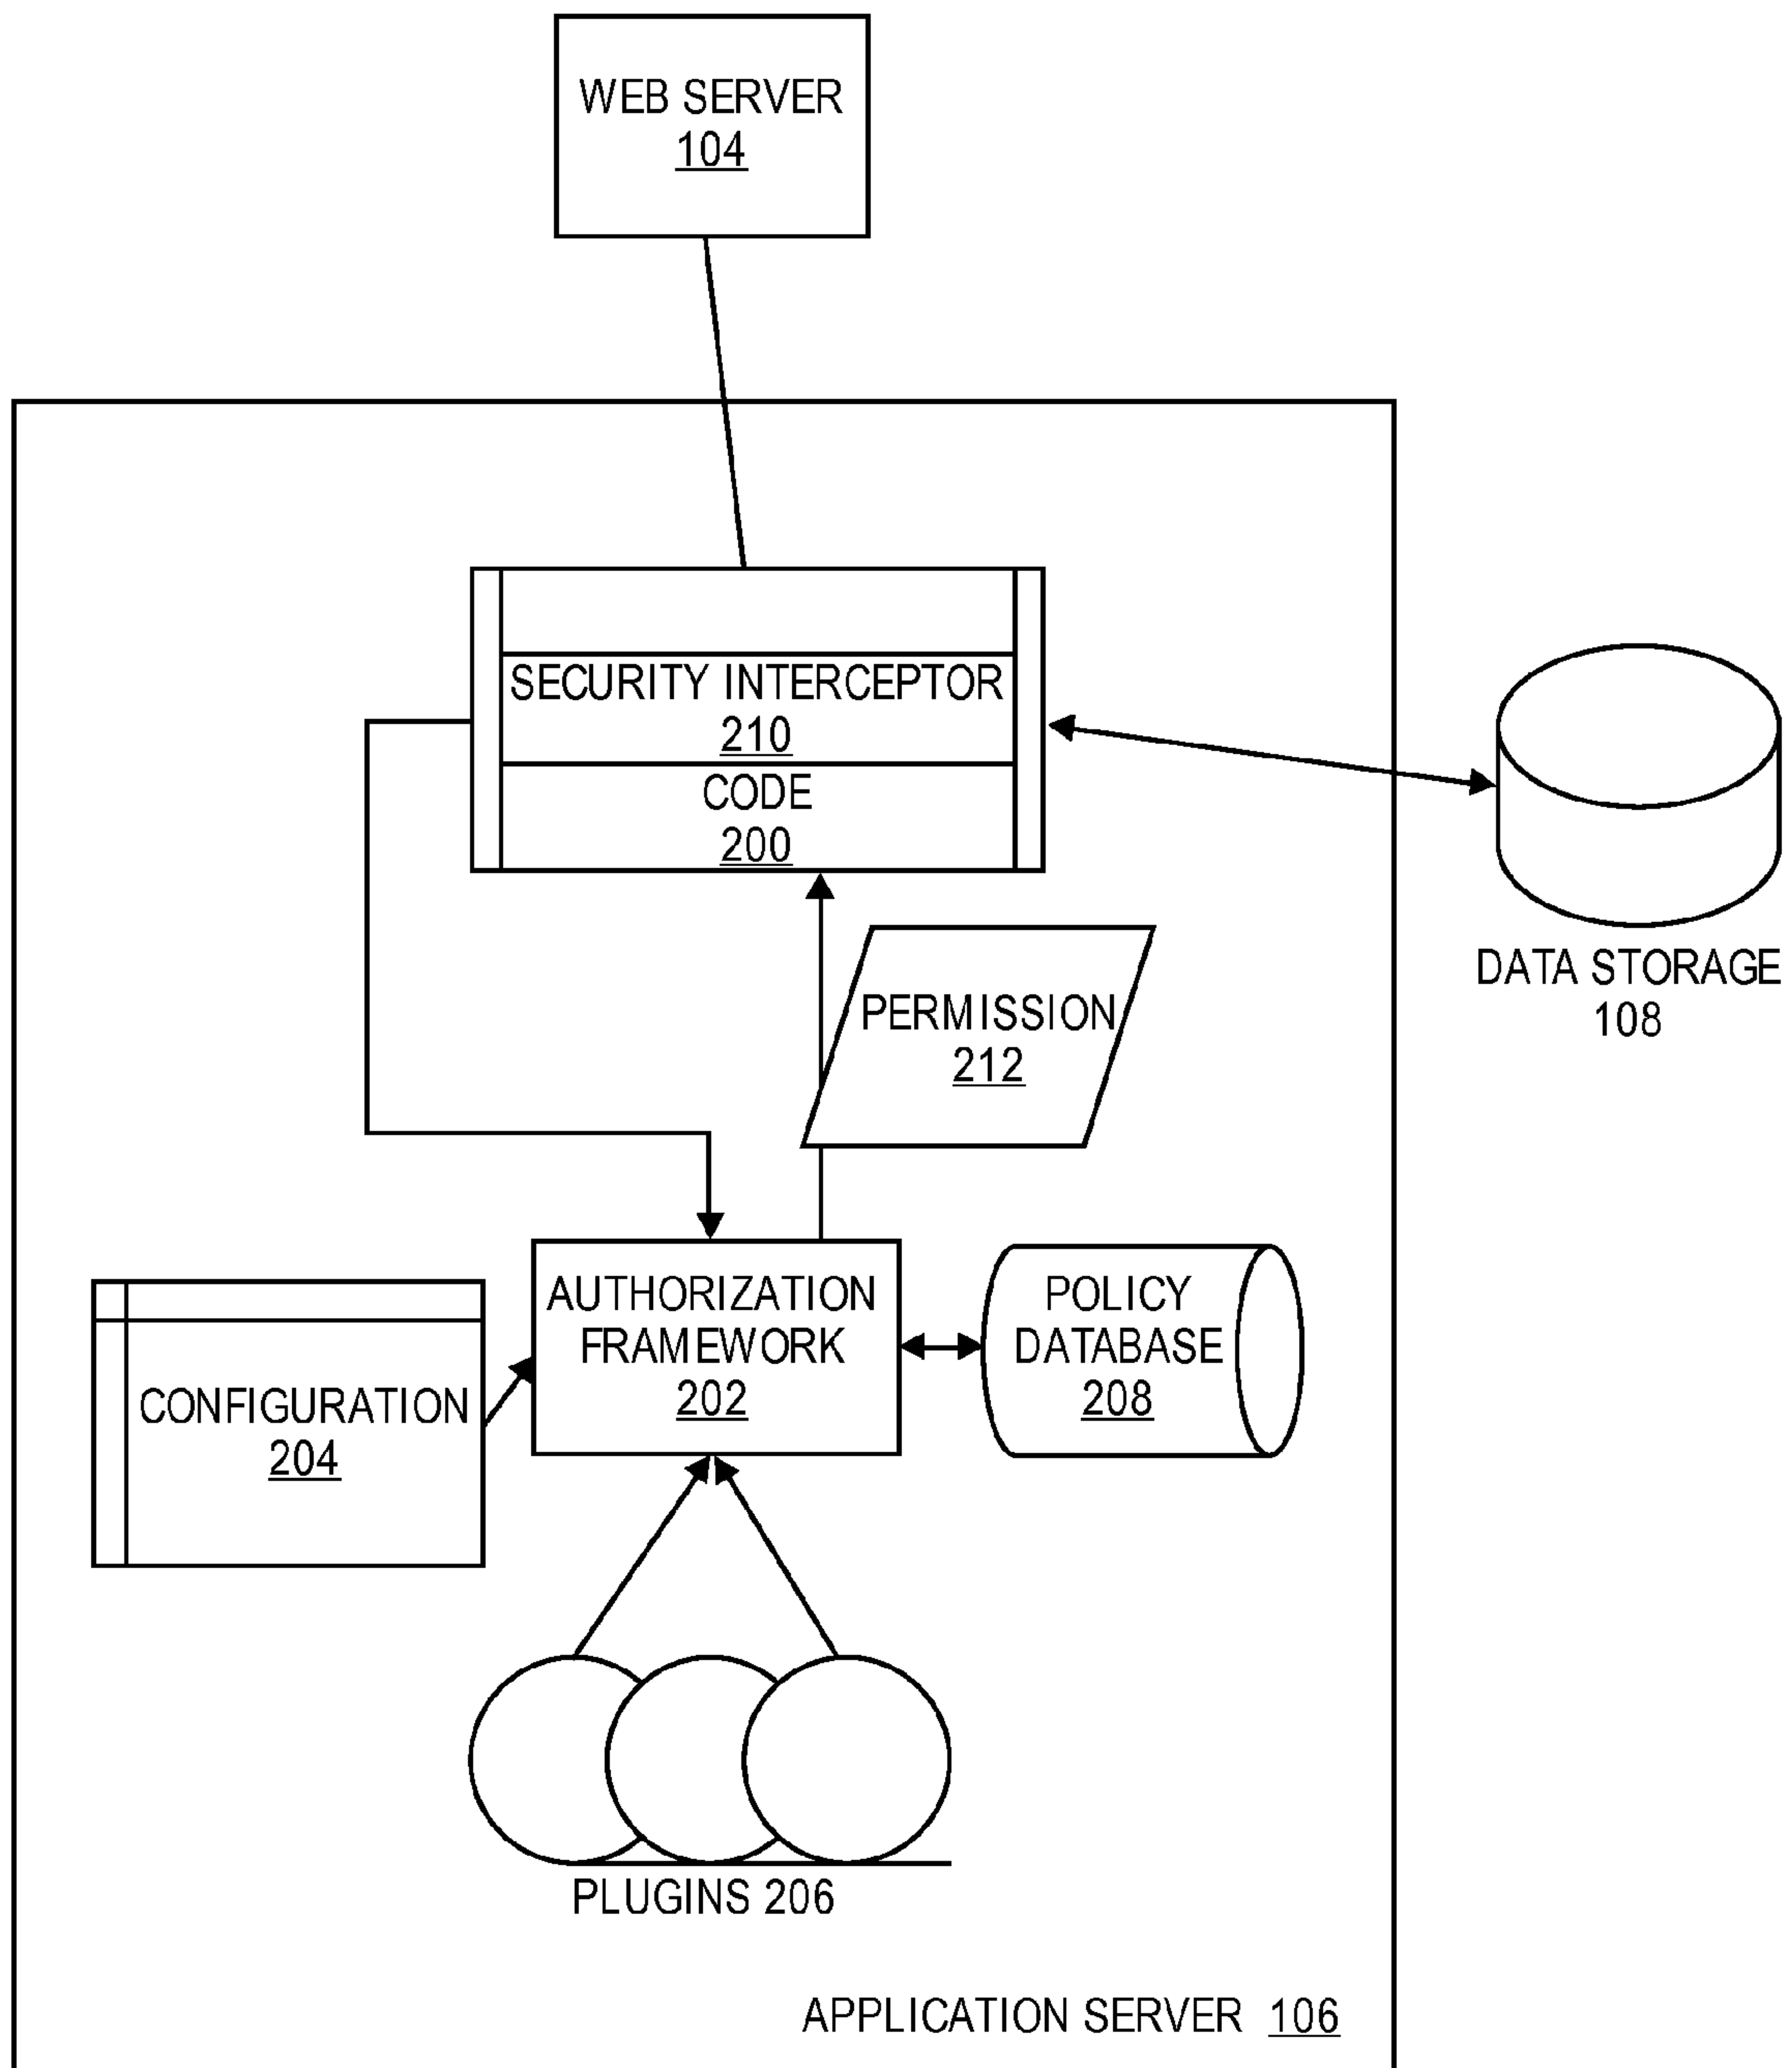 WEB SERVER
104
SECURITY INTERCEPTOR
210
CODE
200
DATA STORAGE
108
PERMISSION
212
AUTHORIZATION
FRAMEWORK
202
POLICY
DATABASE
208
CONFIGURATION
204
PLUGINS 206
APPLICATION SERVER 106